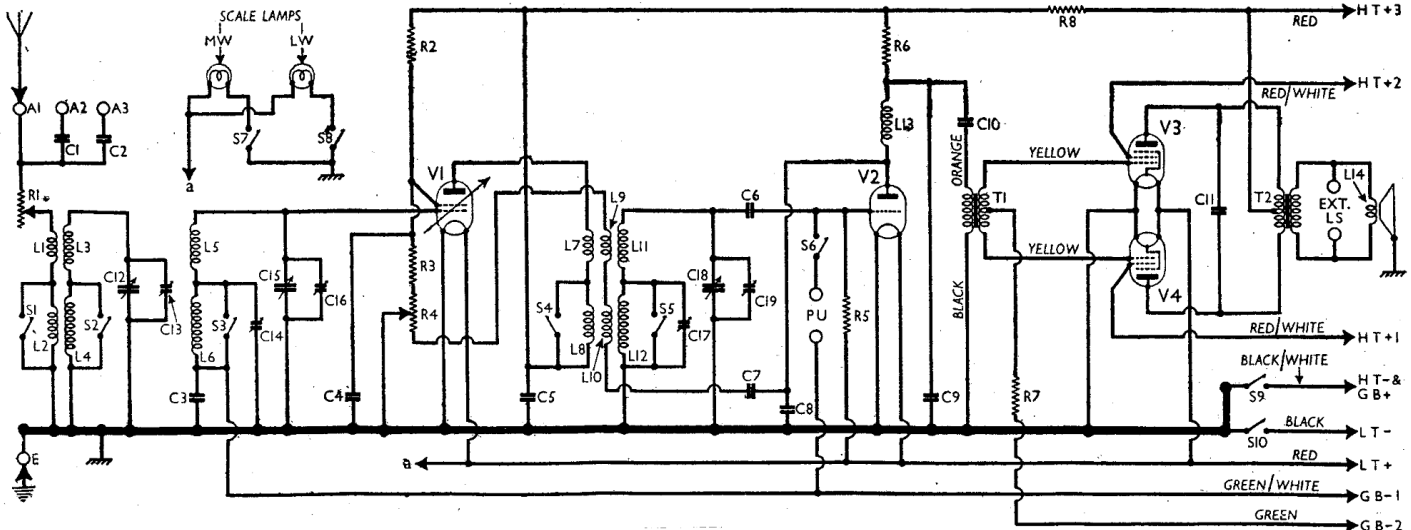 SCALE LAMPS
MW LW
R8
RED
HT+3
R2
R6
A1 A2 A3
RED/WHITE
HT+2
C1 C2
S7 S8
L13
C10
V3
V1
V2
a
ORANGE
YELLOW
L14
R1
L9
C6
T1
C11
T2
EXT.
LS
L1 L3
L5
L7
L11
S6
YELLOW
C12
R3
C15
C18
V4
C13
C16
C19
S1
S2
S3
R4
S4
S5
PU
R5
BLACK
RED/WHITE
HT+1
L2 L4
L6
C14
L8
L12
C17
L10
BLACK/WHITE
C3
C4
C5
C7
C8
C9
R7
S9
HT-&
GB+
S10
BLACK
LT-
E
a
RED
LT+
GREEN/WHITE
GB-1
GREEN
GB-2